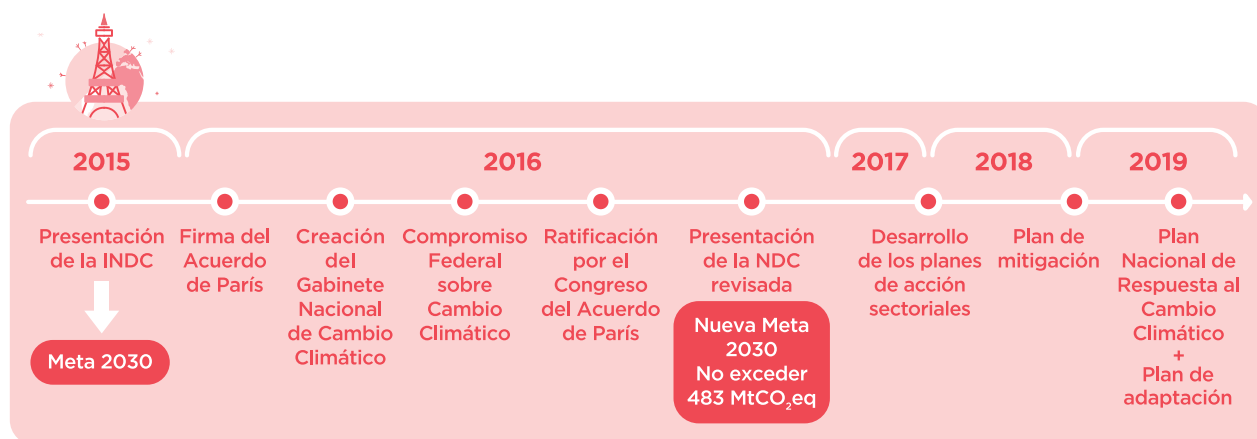 2015
2016
2017
2018
2019
Presentación
de la INDC
Meta 2030
Firma del
Acuerdo
de París
Creación
del
Gabinete
Nacional
de Cambio
Climático
Compromiso
Federal
sobre
Cambio
Climático
Ratificación
por el
Congreso
del Acuerdo
de París
Presentación
de la NDC
revisada
Nueva Meta
2030
No exceder
483 MtCO₂eq
Desarrollo
de los planes
de acción
sectoriales
Plan de
mitigación
Plan
Nacional de
Respuesta al
Cambio
Climático
+
Plan de
adaptación